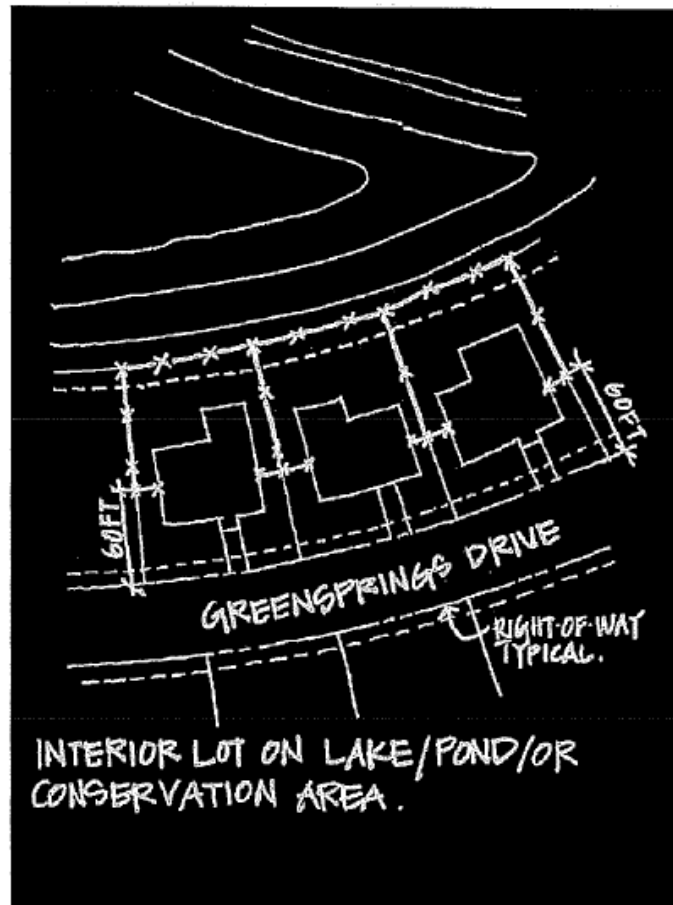 60FT
60FT
GREENSPRINGS DRIVE
RIGHT-OF-WAY
TYPICAL.
INTERIOR LOT ON LAKE/POND/OR
CONSERVATION AREA.